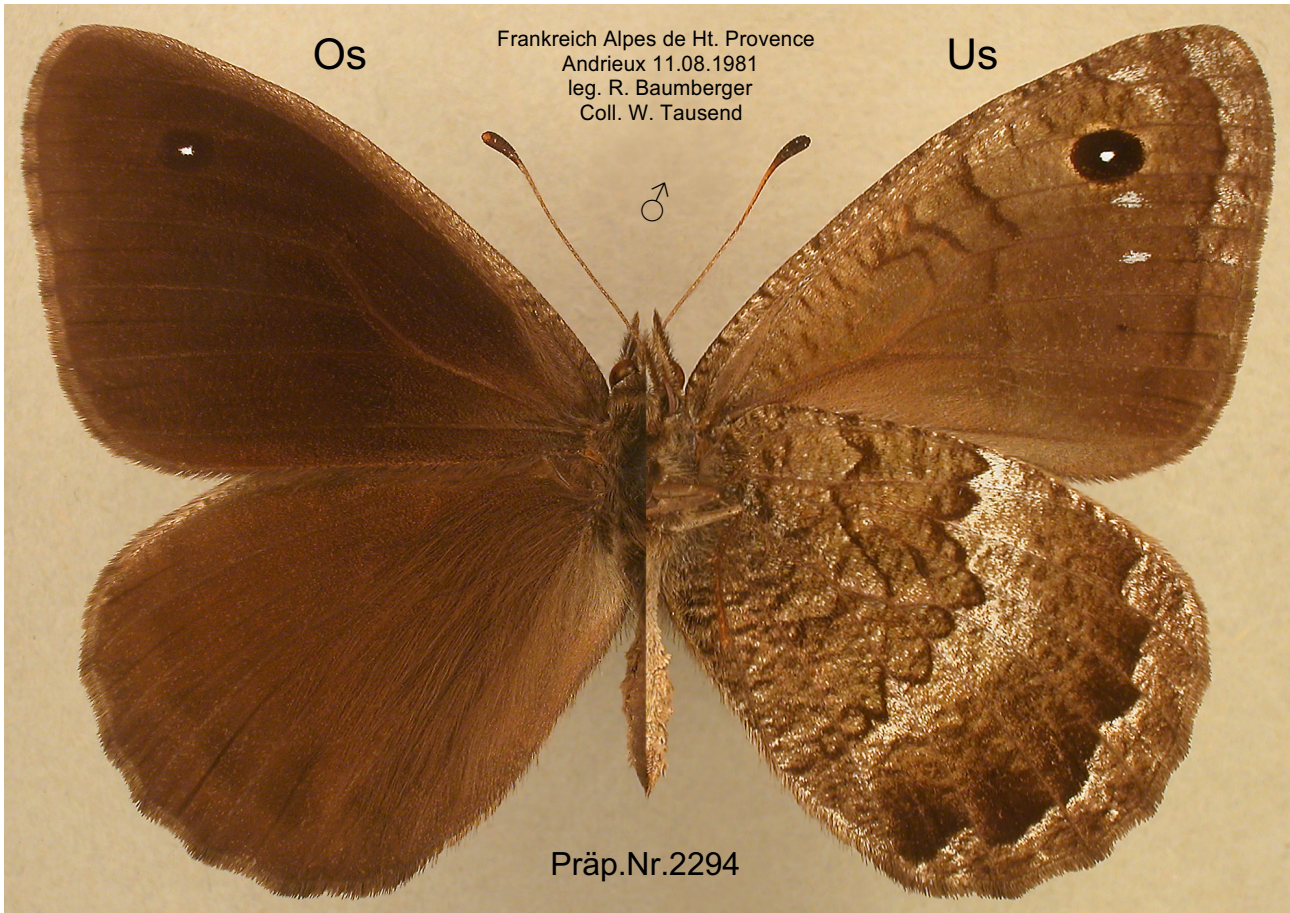 Os
Frankreich Alpes de Ht. Provence
Andrieux 11.08.1981
leg. R. Baumberger
Coll. W. Tausend
Us
♂
Präp.Nr.2294